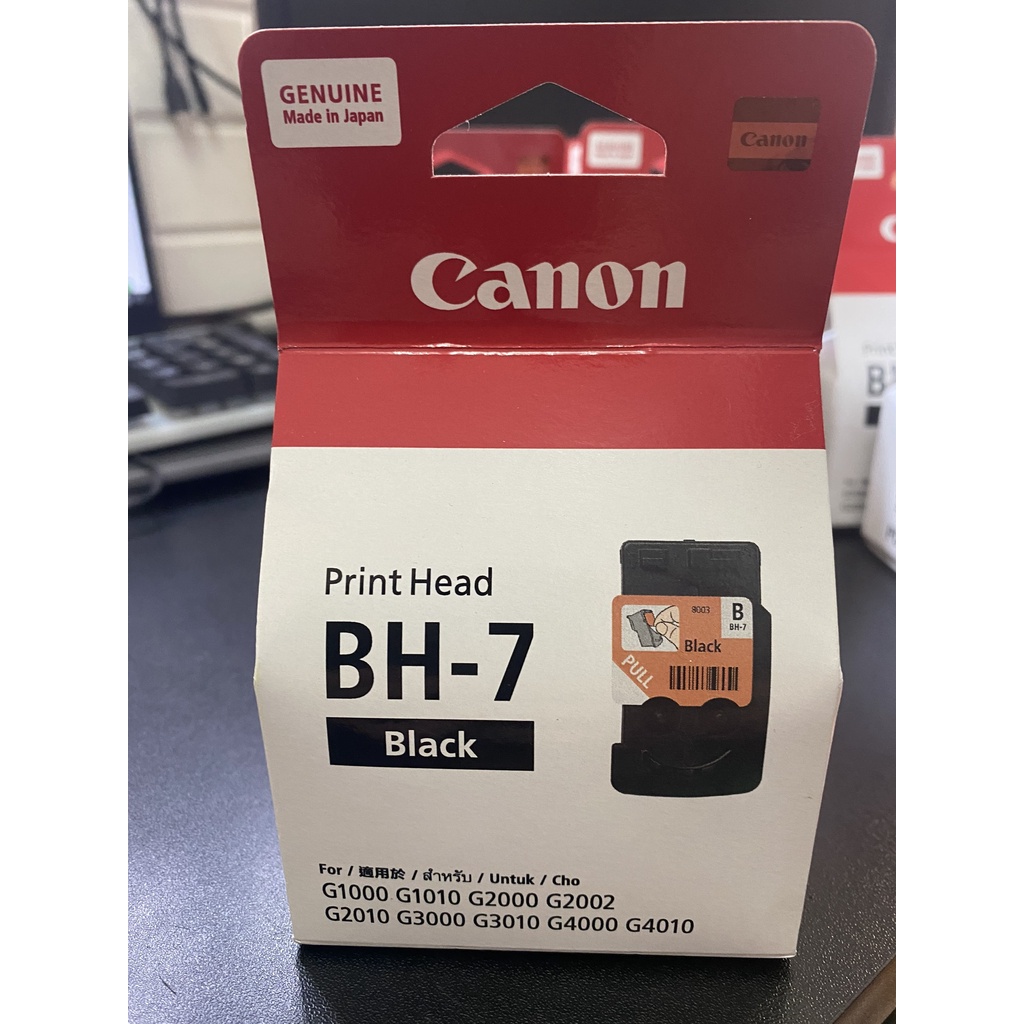 GENUINE
Made in Japan
Canon
Canon
Print Head
BH-7
Black
8003
B
BH-7
Black
PULL
For / 適用於 / สำหรับ / Untuk / Cho
G1000 G1010 G2000 G2002
G2010 G3000 G3010 G4000 G4010